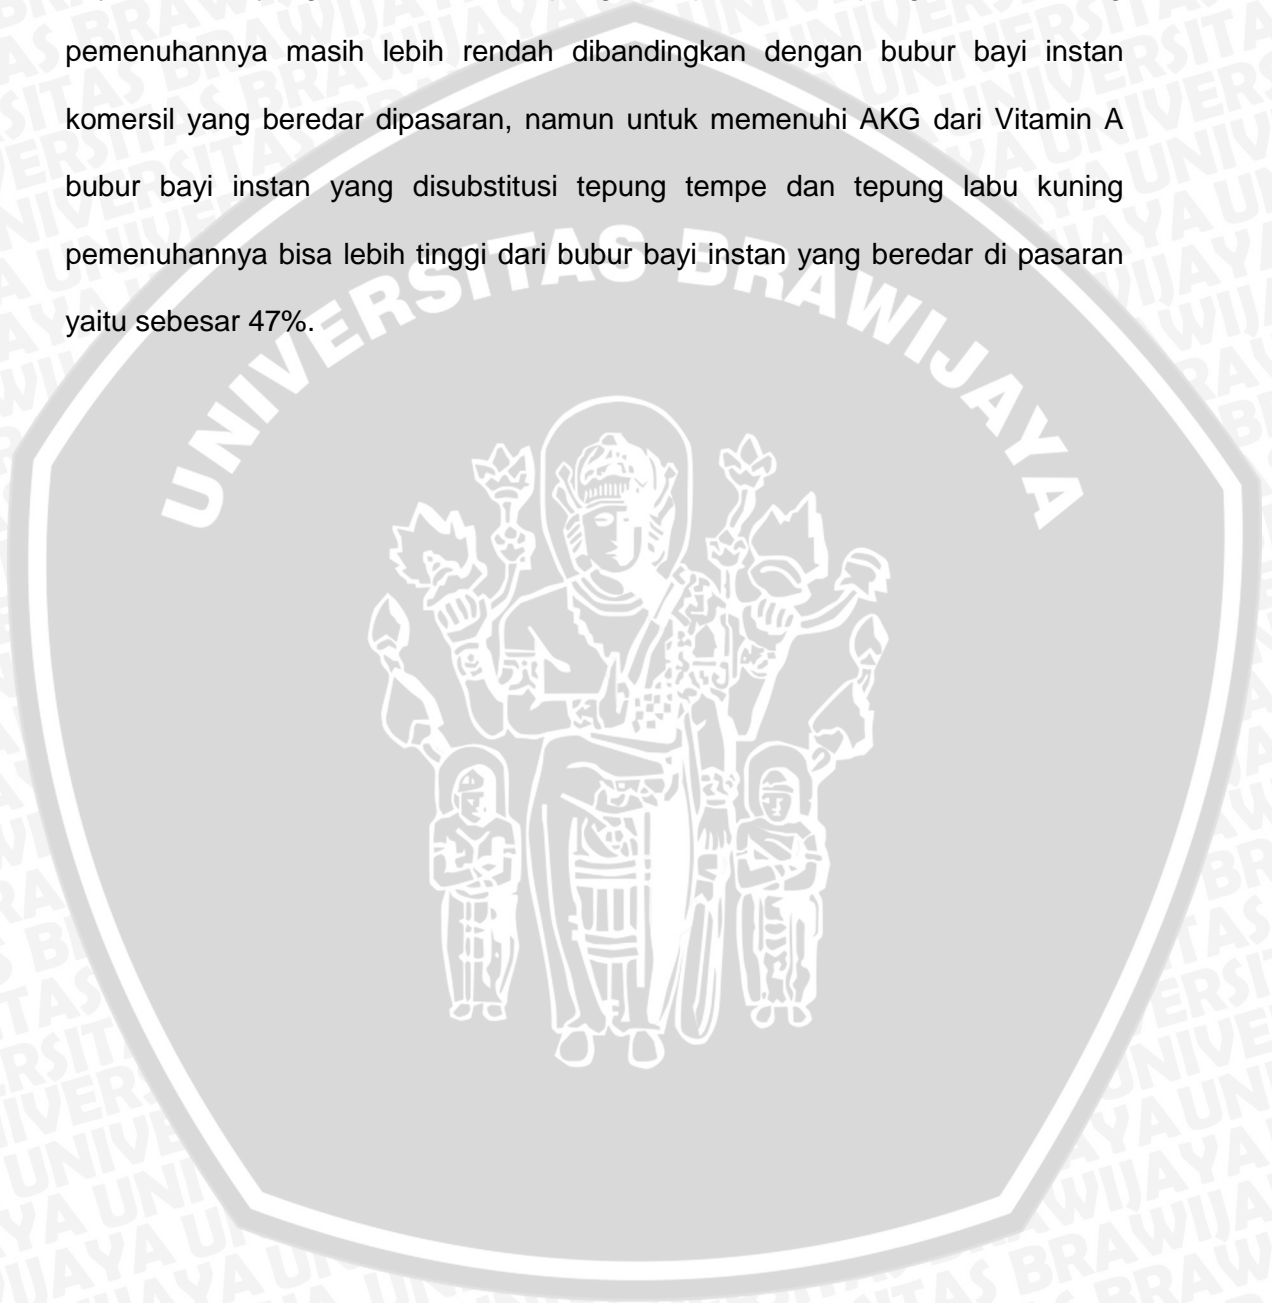 pemenuhannya masih lebih rendah dibandingkan dengan bubur bayi instan
komersil yang beredar dipasaran, namun untuk memenuhi AKG dari Vitamin A
bubur bayi instan yang disubstitusi tepung tempe dan tepung labu kuning
pemenuhannya bisa lebih tinggi dari bubur bayi instan yang beredar di pasaran
yaitu sebesar 47%.
UNIVERSITAS BRAWIJAYA